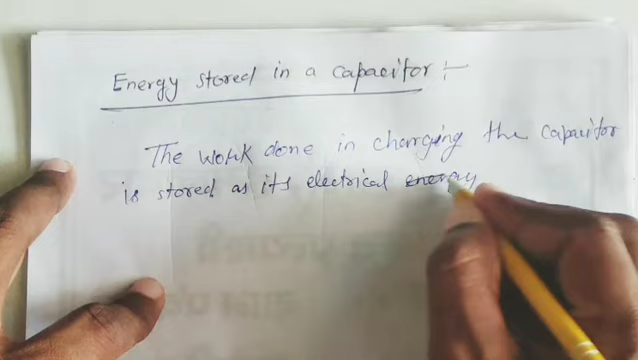 Energy stored in a capacitor :-
The work done in charging the capacitor
is stored as its electrical energy